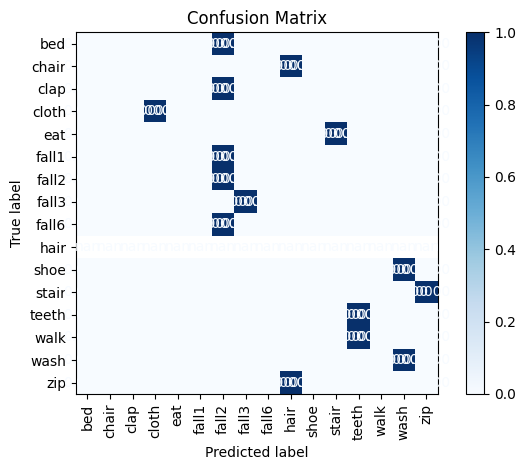 Confusion Matrix
True label
bed
chair
clap
cloth
eat
fall1
fall2
fall3
fall6
hair
shoe
stair
teeth
walk
wash
zip
bed chair clap cloth eat fall1 fall2 fall3 fall6 hair shoe stair teeth walk wash zip
Predicted label
1.0
0.8
0.6
0.4
0.2
0.0